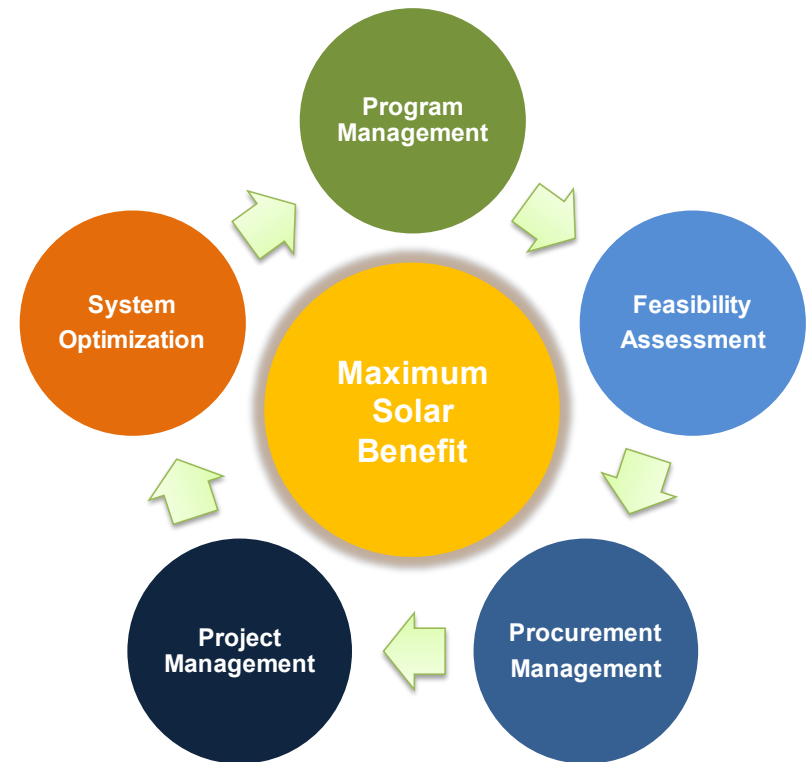 Program
Management
System
Optimization
Feasibility
Assessment
Maximum
Solar
Benefit
Project
Management
Procurement
Management